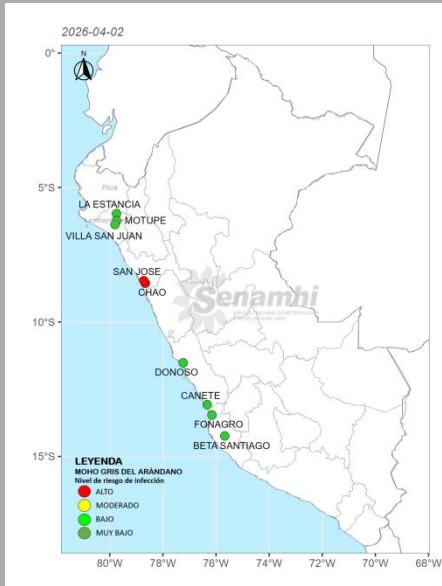 2026-04-02
N
0°
5°S
10°S
15°S
Piura
LA ESTANCIA
MOTUPE
VILLA SAN JUAN
SAN JOSE
CHAO
Senamhi
DONOSO
CANETE
FONAGRO
BETA SANTIAGO
LEYENDA
MOHO GRIS DEL ARÁNDANO
Nivel de riesgo de infección
ALTO
MODERADO
BAJO
MUY BAJO
80°W 78°W 76°W 74°W 72°W 70°W 68°W